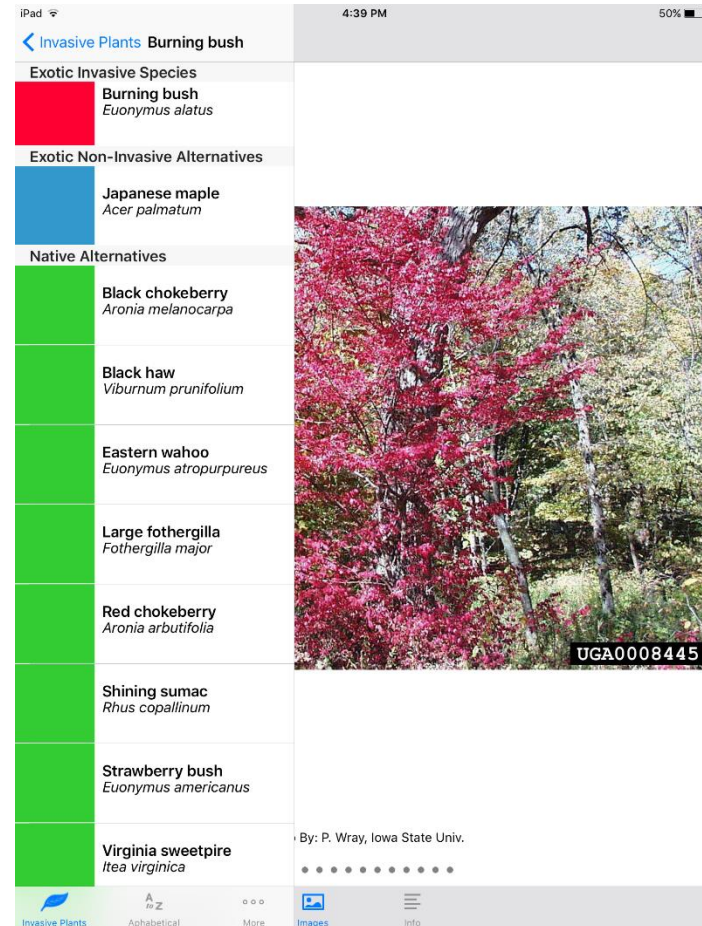 iPad 4:39 PM 50%
Invasive Plants Burning bush
Exotic Invasive Species
Burning bush
Euonymus alatus
Exotic Non-Invasive Alternatives
Japanese maple
Acer palmatum
Native Alternatives
Black chokeberry
Aronia melanocarpa
Black haw
Viburnum prunifolium
Eastern wahoo
Euonymus atropurpureus
Large fothergilla
Fothergilla major
Red chokeberry
Aronia arbutifolia
Shining sumac
Rhus copallinum
Strawberry bush
Euonymus americanus
Virginia sweetpire
Itea virginica
UGA0008445
By: P. Wray, Iowa State Univ.
A to Z
Invasive Plants Aphabetical More Images Info